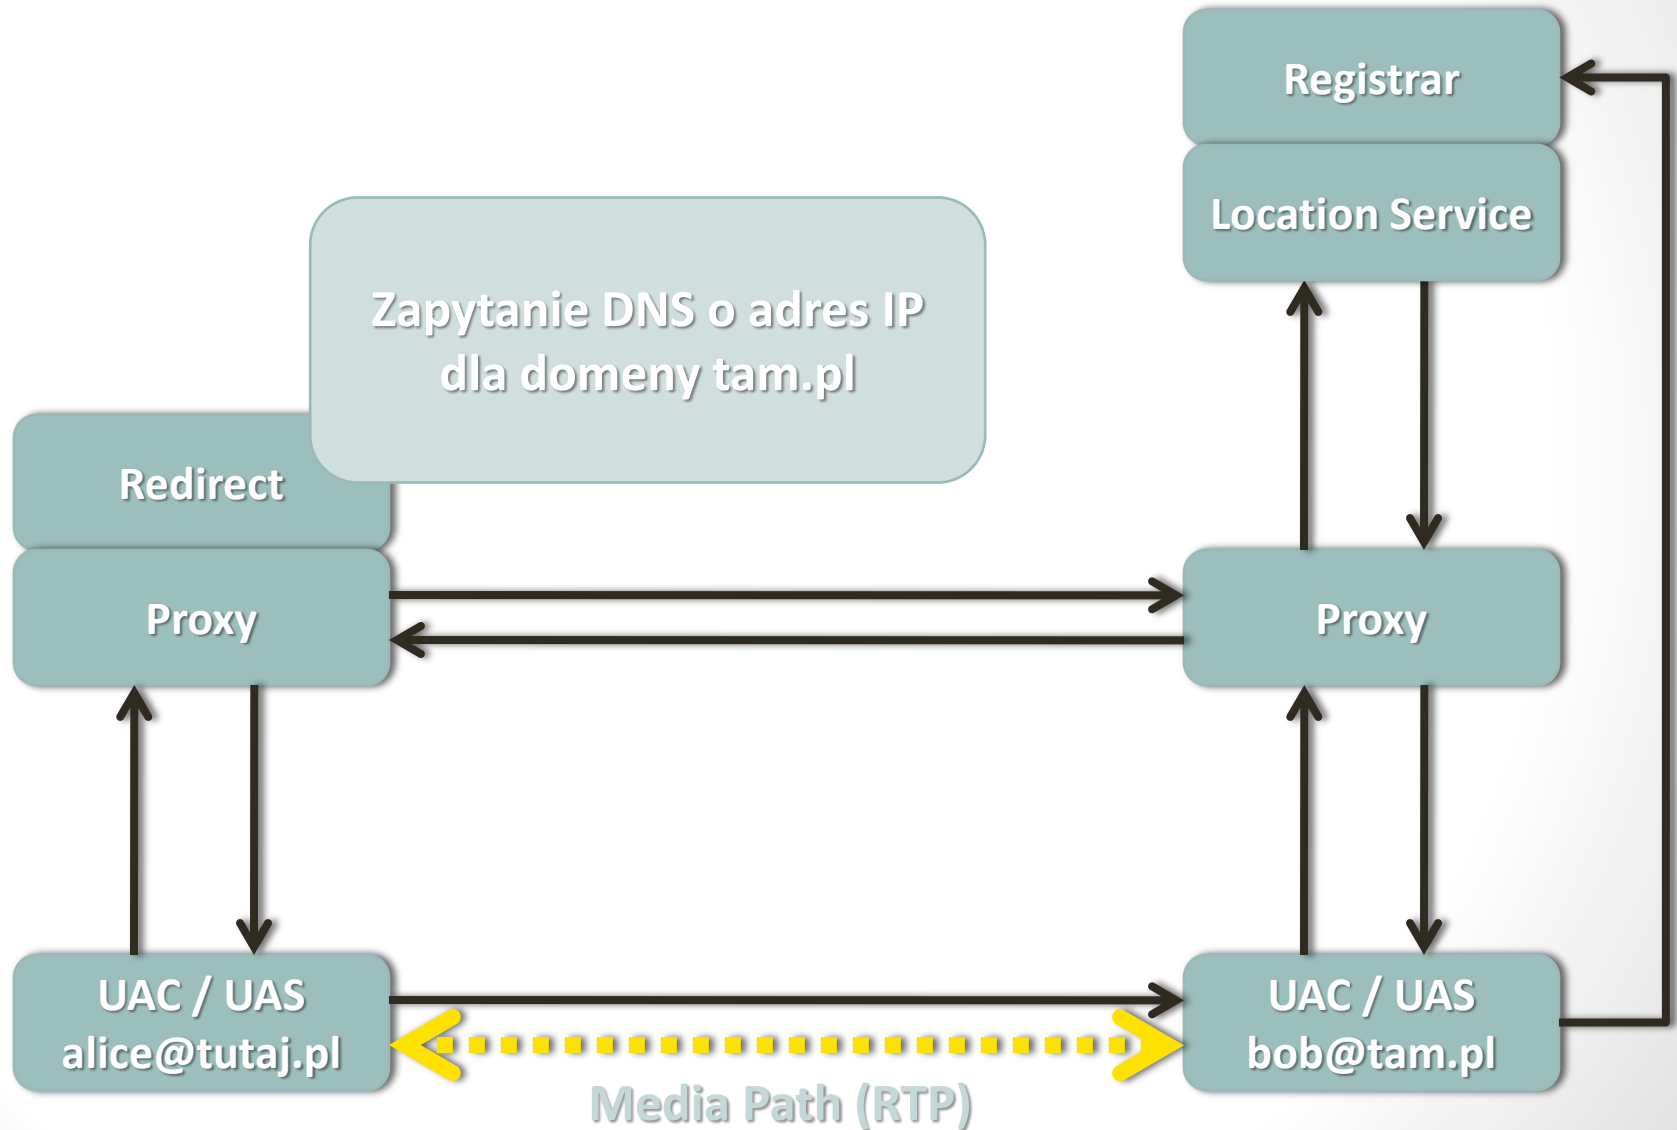 Registrar
Location Service
Zapytanie DNS o adres IP
dla domeny tam.pl
Redirect
Proxy
Proxy
UAC / UAS
alice@tutaj.pl
UAC / UAS
bob@tam.pl
Media Path (RTP)